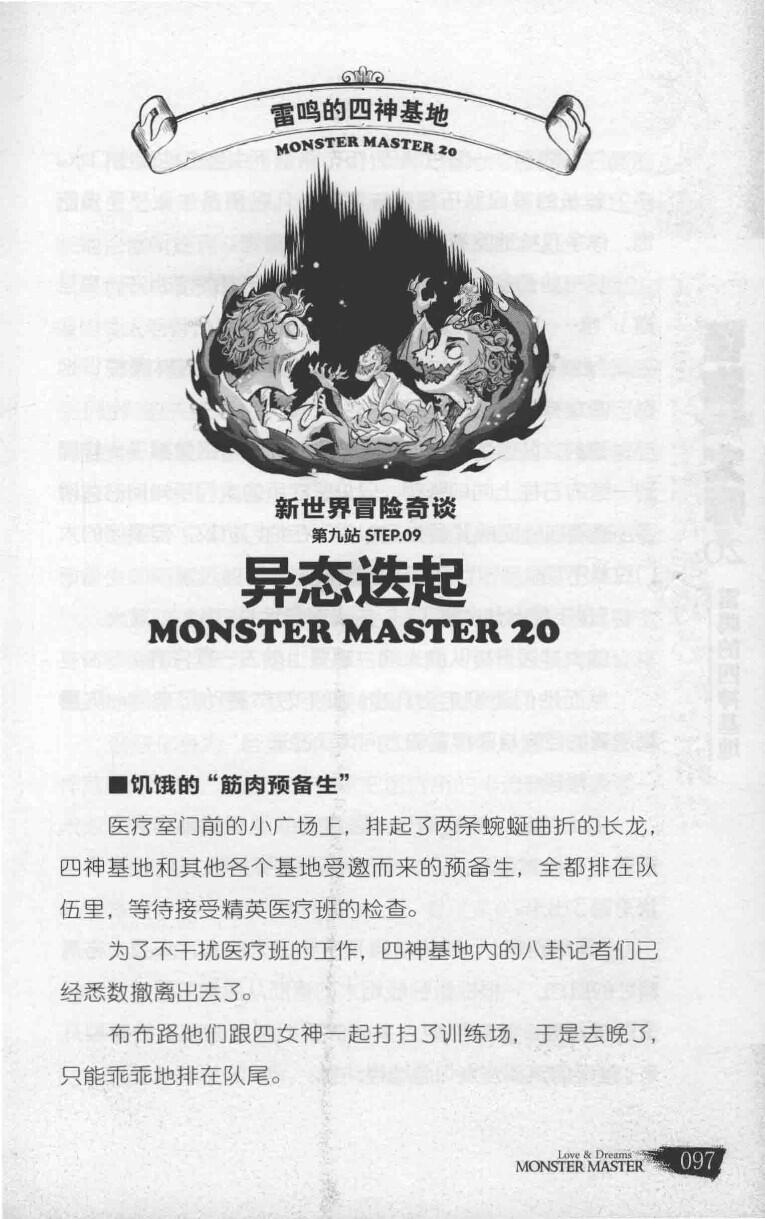 雷鸣的四神基地
MONSTER MASTER 20
新世界冒险奇谈
第九站 STEP.09
异态迭起
MONSTER MASTER 20
■饥饿的“筋肉预备生”
医疗室门前的小广场上，排起了两条蜿蜒曲折的长龙，
四神基地和其他各个基地受邀而来的预备生，全都排在队
伍里，等待接受精英医疗班的检查。
为了不干扰医疗班的工作，四神基地内的八卦记者们已
经悉数撤离出去了。
布布路他们跟四女神一起打扫了训练场，于是去晚了，
只能乖乖地排在队尾。
Love & Dreams
MONSTER MASTER
097